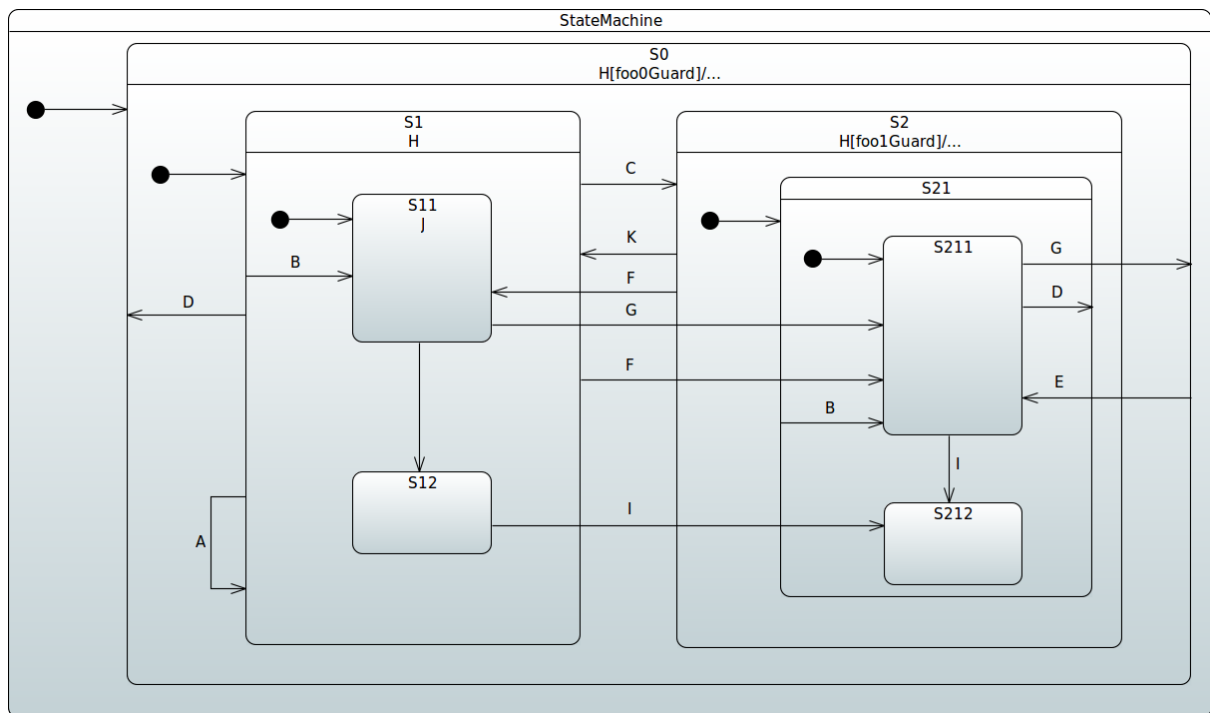 StateMachine
S0
H[foo0Guard]/...
S1
H
S2
H[foo1Guard]/...
C
S21
S11
J
K
S211
G
B
F
D
D
G
F
E
B
I
S12
S212
I
A